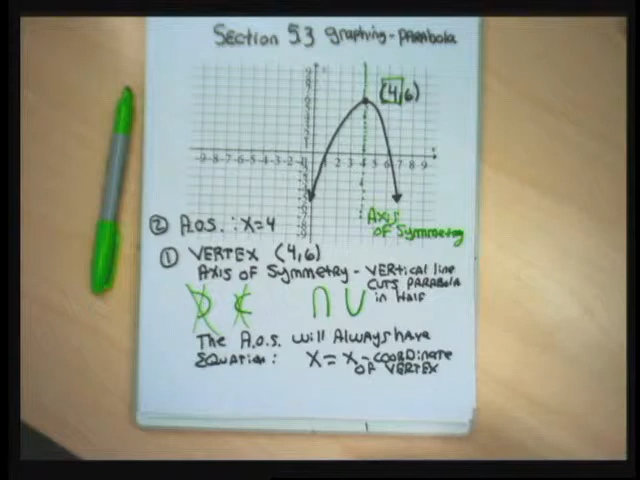 Section 5.3 graphing - parabola
(4,6)
-9 -8 -7 -6 -5 -4 -3 -2 -1 1 2 3 4 5 6 7 8 9
Axis
of Symmetry
② A.O.S. : X=4
① VERTEX (4,6)
Axis of Symmetry - VERTical line
CUTS PARABOLA
in Half
The A.O.S. will Always have
EQUATION: X = X-COORDINATE
OF VERTEX